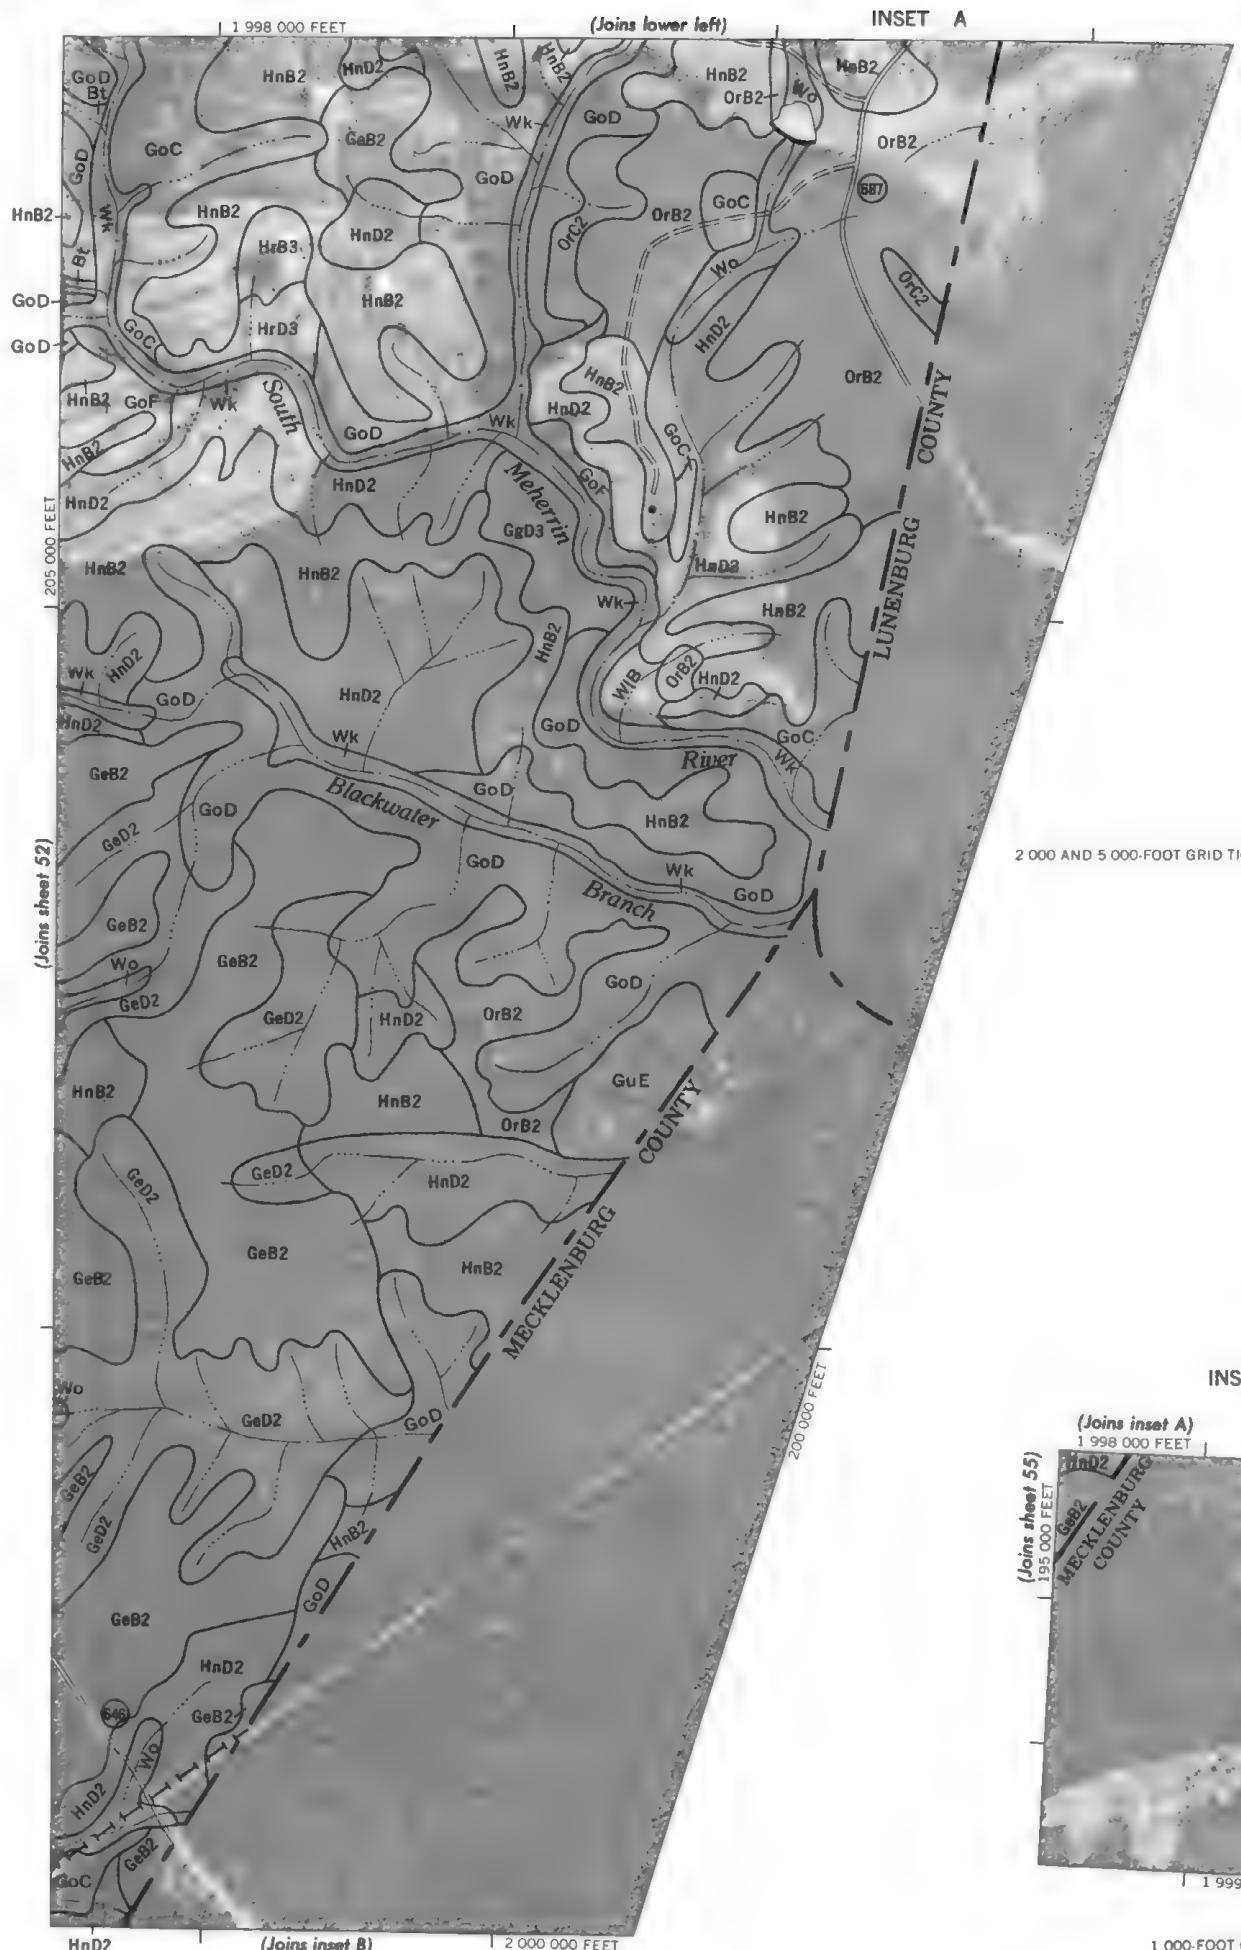 1 998 000 FEET
(Joins lower left)
INSET A
GoD
Bt
HnB2
HnD2
HnB2
HnB2
HnB2
OrB2
Wo
HnB2
GoC
GaB2
Wk
GoD
OrB2
GoD
GoD
687
HnB2
Wk
HnB2
HrB3
HnD2
OrC2
OrB2
GoC
Bt
Wo
OrC2
GoD
HnB2
HrD3
HnD2
GoD
GoC
HnB2
OrB2
HnB2
GoF
Wk
South
HnD2
GoD
Wk
GoC
COUNTY
HnB2
HnD2
HnD2
Meherrin
GoF
GgD3
HnB2
205 000 FEET
HnB2
HnB2
HnD3
LUNENBURG
Wk
HnB2
HnB2
HnD2
Wk
GoD
HnD2
WlB
OrB2
HnD2
HnD2
GoD
GoC
Wk
River
Wk
GeB2
GoD
Blackwater
GoD
HnB2
GeD2
2 000 AND 5 000-FOOT GRID TI
(Joins sheet 52)
GoD
Wk
GoD
Branch
GeB2
Wo
GeB2
GoD
GeD2
GeD2
HnD2
OrB2
HnB2
HnB2
GuE
OrB2
COUNTY
GeD2
GeD2
HnD2
GeB2
HnB2
GeB2
MECKLENBURG
Wo
GeD2
GoD
200 000 FEET
INS
(Joins inset A)
1 998 000 FEET
HnD2
GeB2
MECKLENBURG
COUNTY
(Joins sheet 55)
195 000 FEET
GeB2
GeD2
HnB2
GoD
GeB2
HnD2
646
GeB2
Wo
HnD2
GeB2
GoC
1 999
HnD2
(Joins inset B)
2 000 000 FEET
1 000-FOOT